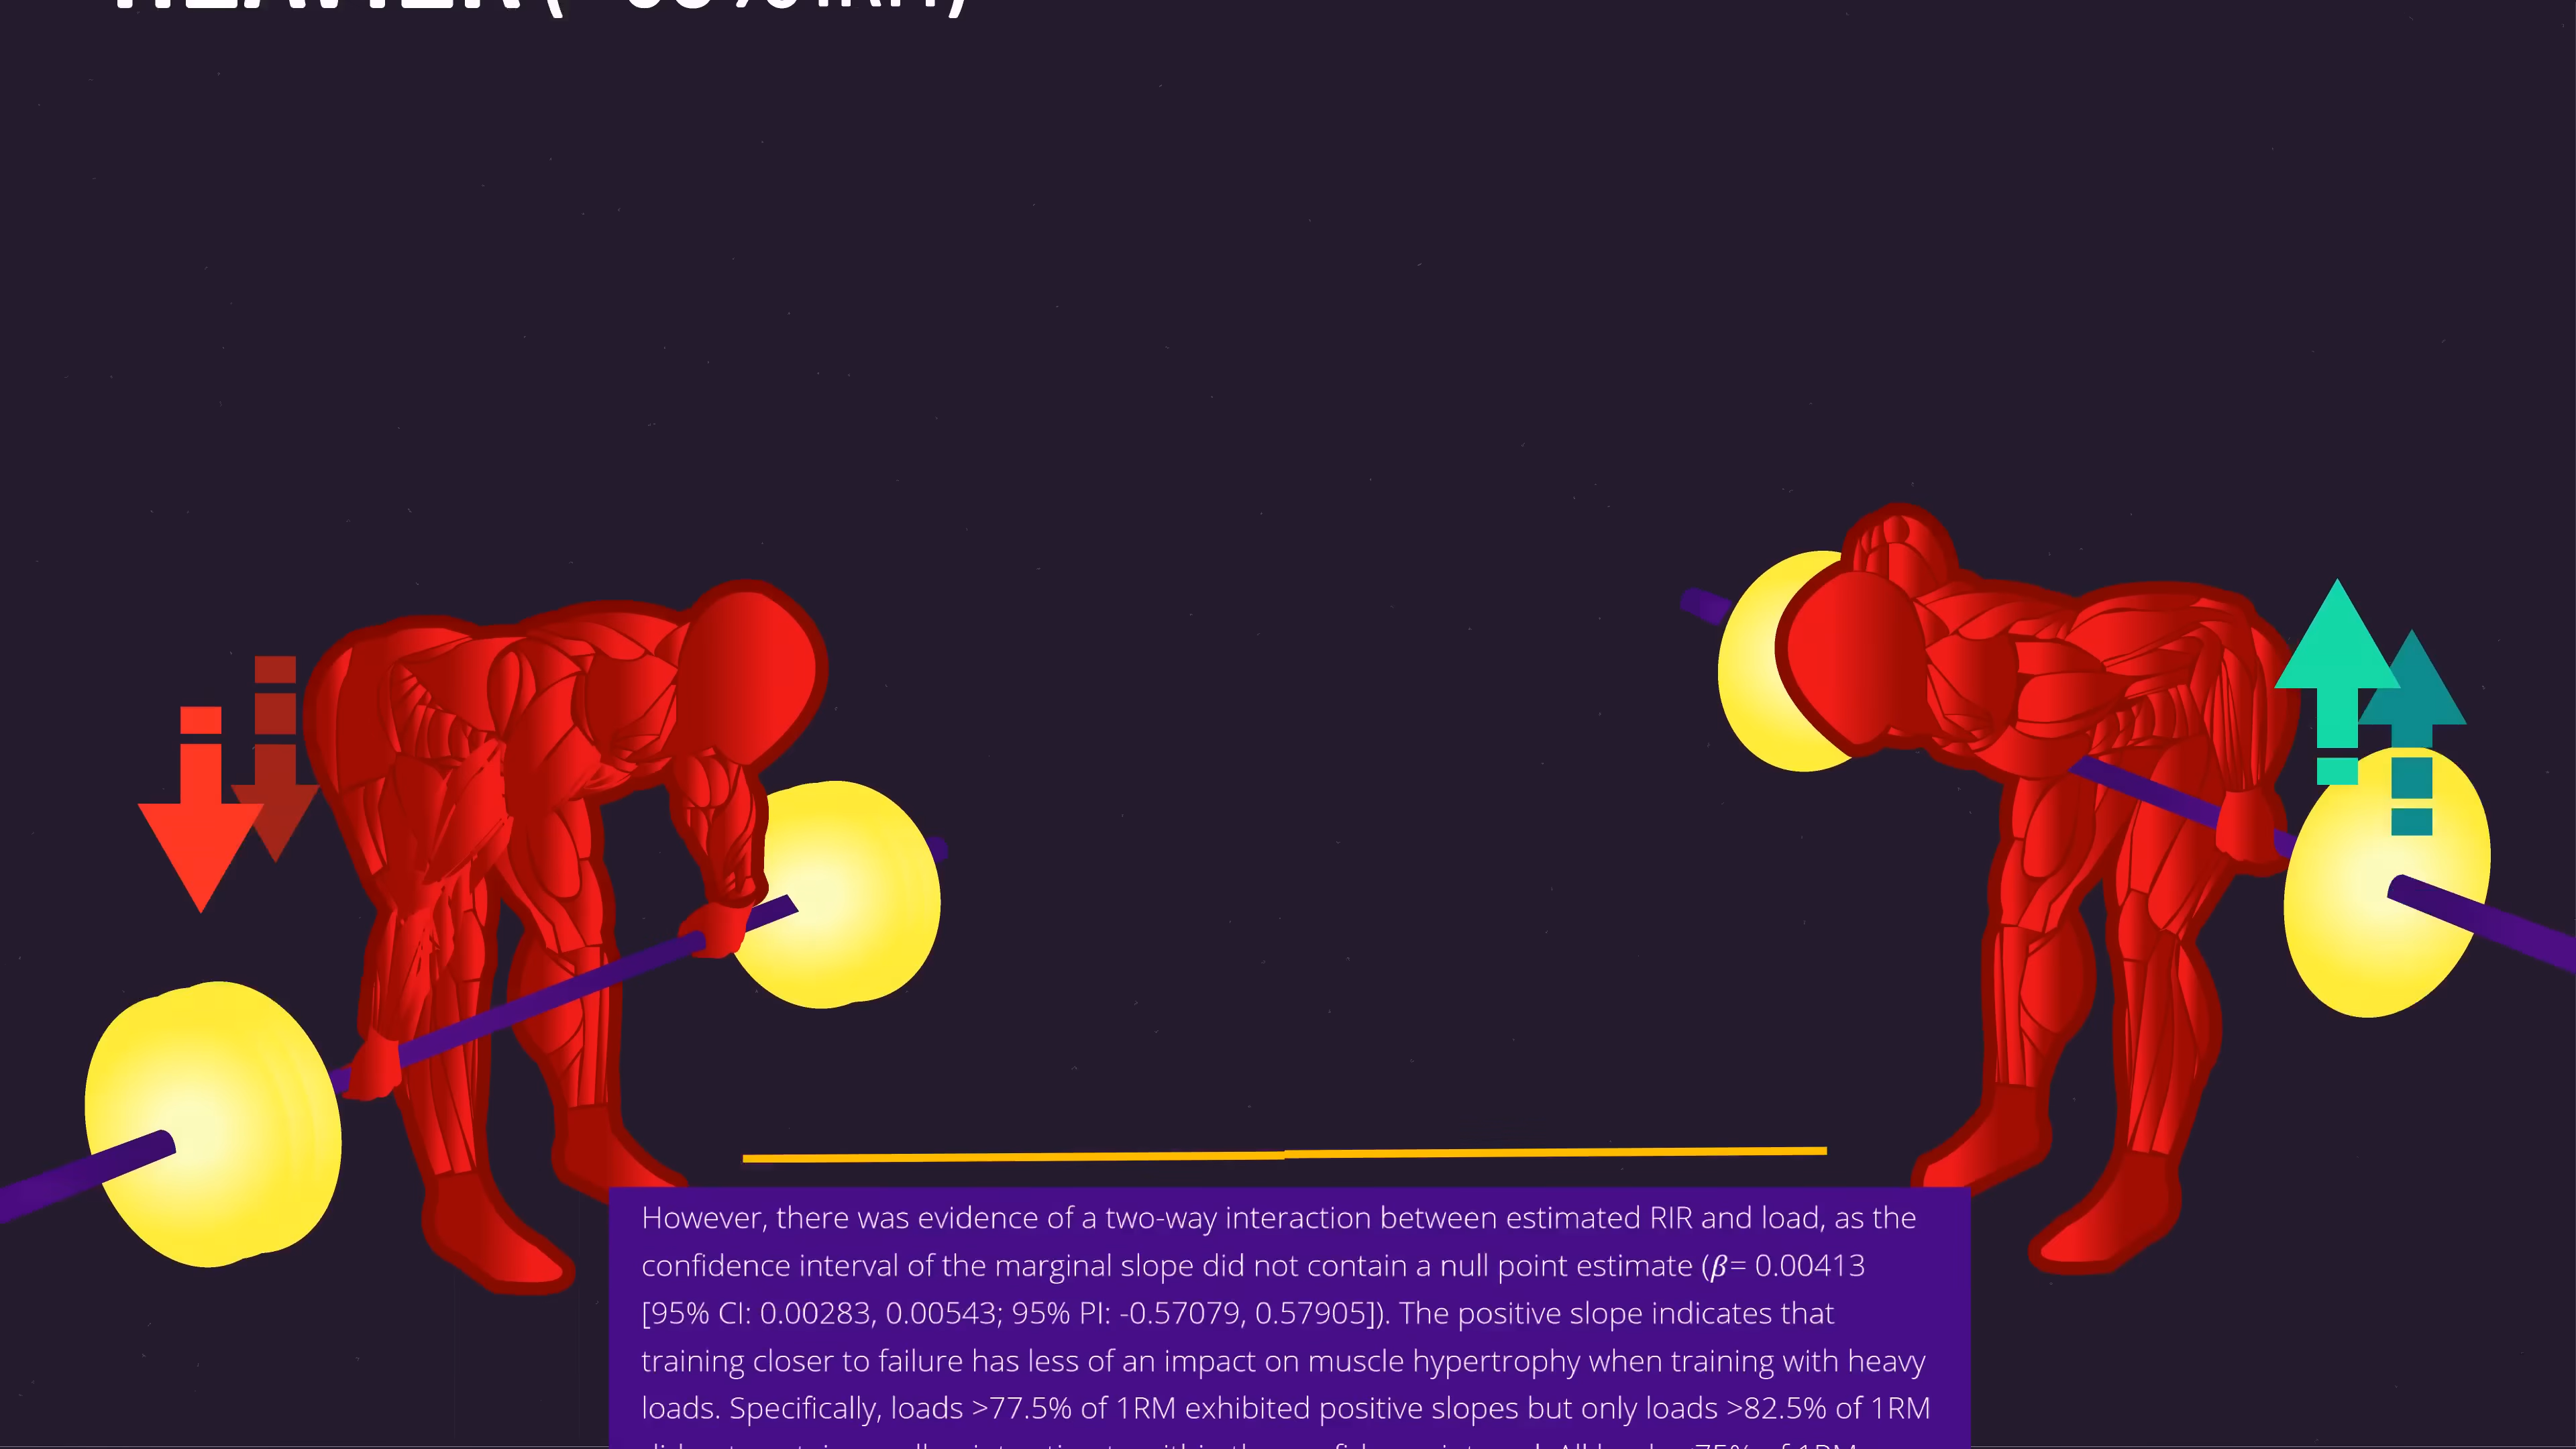 HEAVIER
However, there was evidence of a two-way interaction between estimated RIR and load, as the
confidence interval of the marginal slope did not contain a null point estimate (β= 0.00413
[95% CI: 0.00283, 0.00543; 95% PI: -0.57079, 0.57905]). The positive slope indicates that
training closer to failure has less of an impact on muscle hypertrophy when training with heavy
loads. Specifically, loads >77.5% of 1RM exhibited positive slopes but only loads >82.5% of 1RM